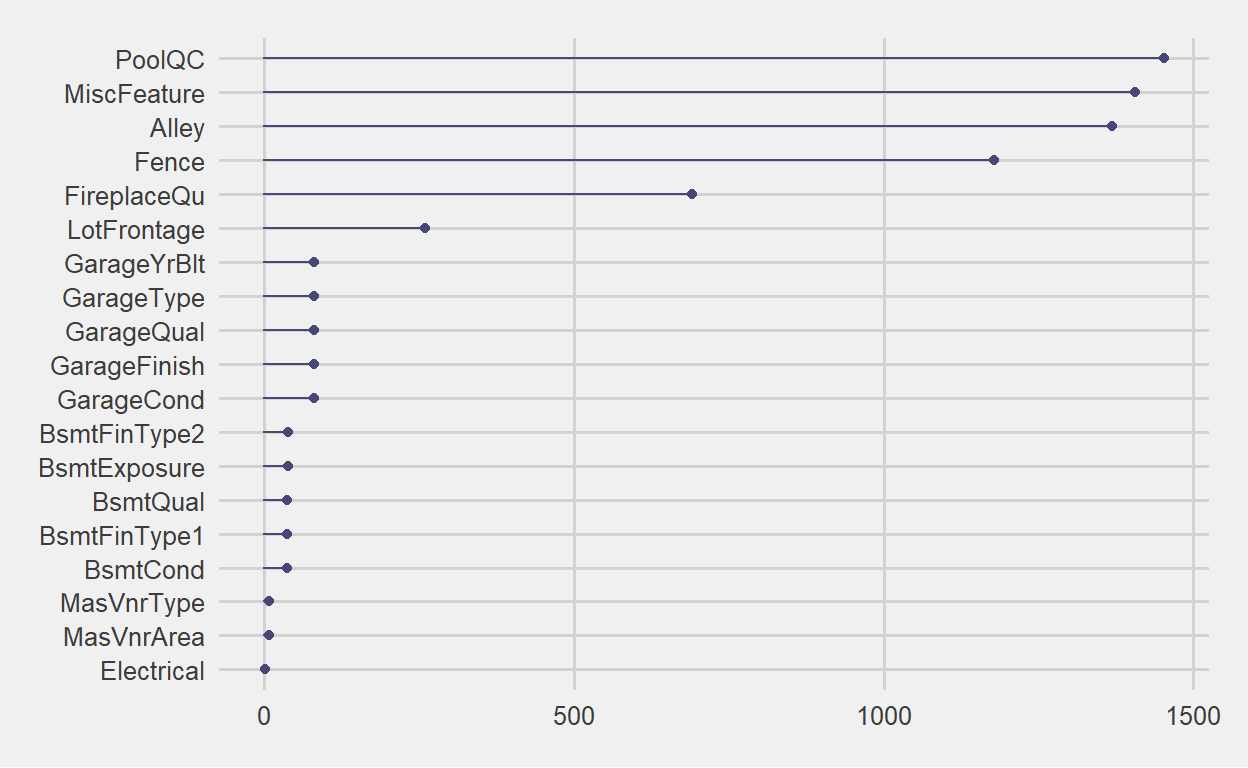 PoolQC
MiscFeature
Alley
Fence
FireplaceQu
LotFrontage
GarageYrBlt
GarageType
GarageQual
GarageFinish
GarageCond
BsmtFinType2
BsmtExposure
BsmtQual
BsmtFinType1
BsmtCond
MasVnrType
MasVnrArea
Electrical
0 500 1000 1500